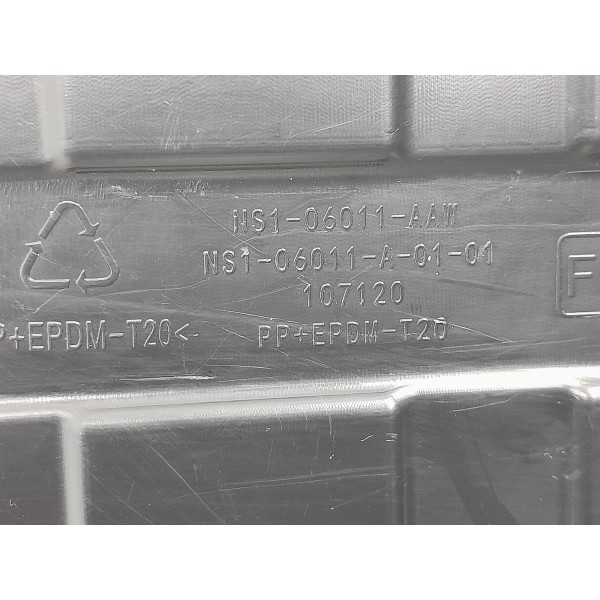 NS1-06011-AAW
NS1-06011-A-01-01
107120
P+EPDM-T20<
PP+EPDM-T20
F